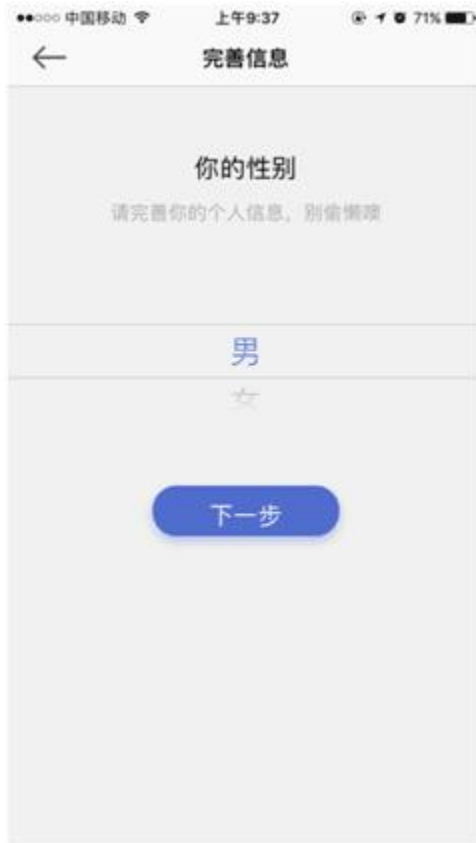 中国移动 上午9:37 71%
完善信息
你的性别
请完善你的个人信息，别偷懒噢
男
女
下一步